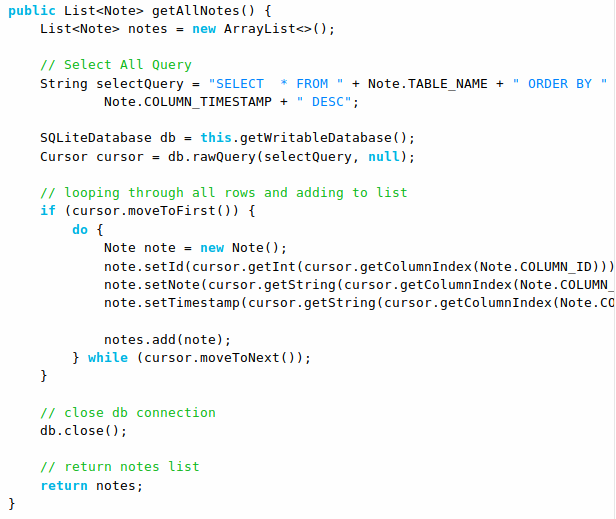 public List<Note> getAllNotes() {
    List<Note> notes = new ArrayList<>();

    // Select All Query
    String selectQuery = "SELECT  * FROM " + Note.TABLE_NAME + " ORDER BY "
            Note.COLUMN_TIMESTAMP + " DESC";

    SQLiteDatabase db = this.getWritableDatabase();
    Cursor cursor = db.rawQuery(selectQuery, null);

    // looping through all rows and adding to list
    if (cursor.moveToFirst()) {
        do {
            Note note = new Note();
            note.setId(cursor.getInt(cursor.getColumnIndex(Note.COLUMN_ID)))
            note.setNote(cursor.getString(cursor.getColumnIndex(Note.COLUMN_
            note.setTimestamp(cursor.getString(cursor.getColumnIndex(Note.CO

            notes.add(note);
        } while (cursor.moveToNext());
    }

    // close db connection
    db.close();

    // return notes list
    return notes;
}